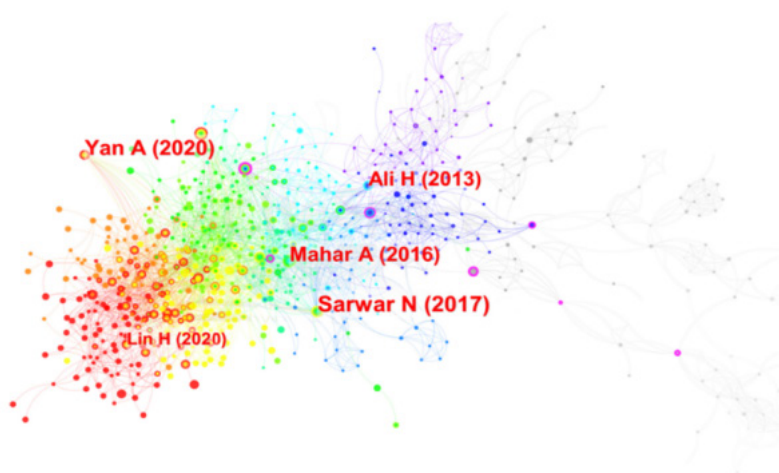 Yan A (2020)
Ali H (2013)
Mahar A (2016)
Sarwar N (2017)
Lin H (2020)